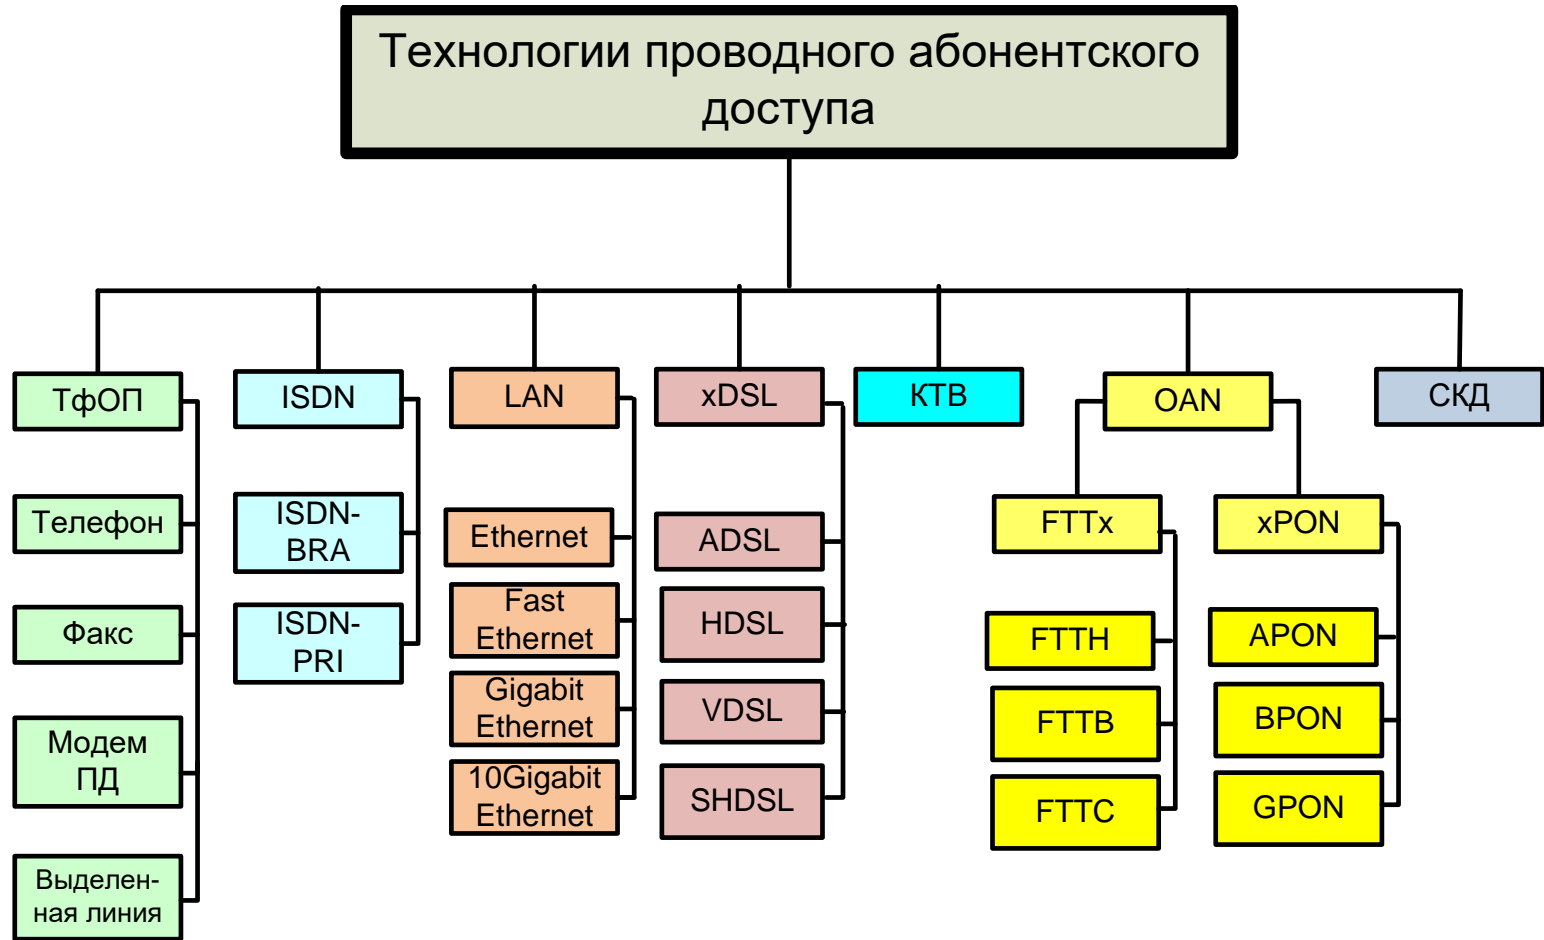 Технологии проводного абонентского
доступа
ТфОП
ISDN
LAN
xDSL
КТВ
OAN
СКД
Телефон
Факс
Модем
ПД
Выделен-
ная линия
ISDN-
BRA
ISDN-
PRI
Ethernet
Fast
Ethernet
Gigabit
Ethernet
10Gigabit
Ethernet
ADSL
HDSL
VDSL
SHDSL
FTTx
xPON
FTTH
FTTB
FTTC
APON
BPON
GPON